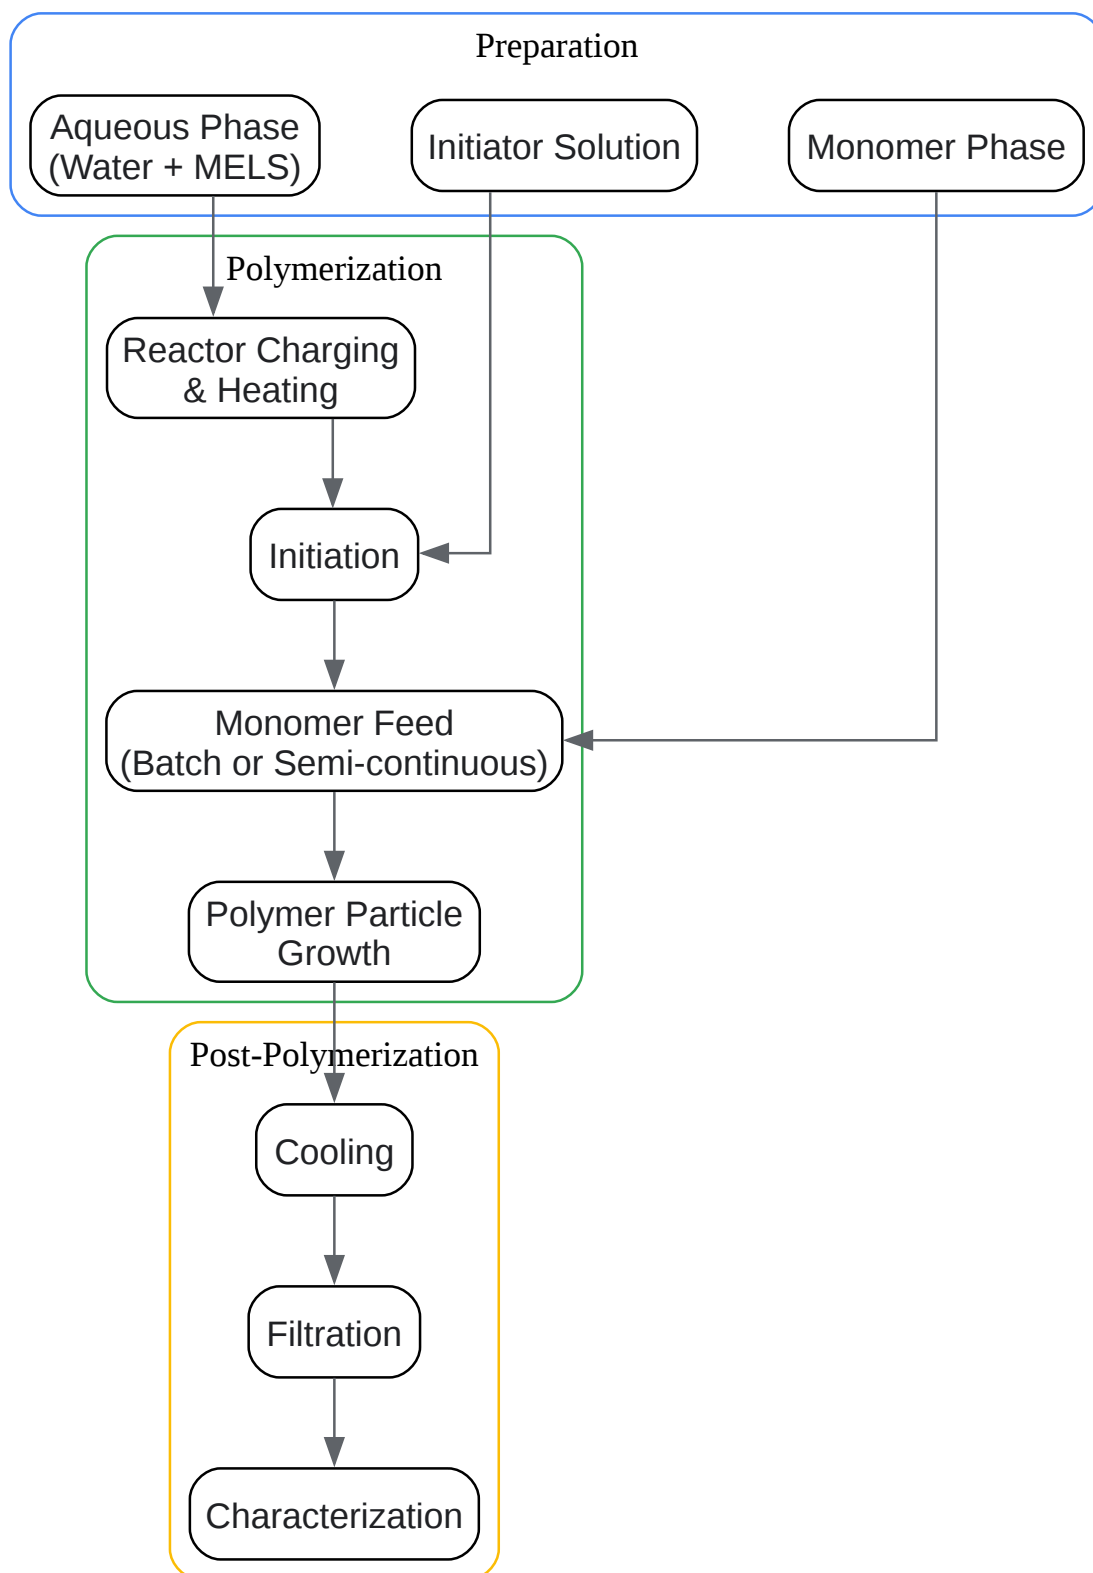 Preparation
Aqueous Phase
(Water + MELS)
Initiator Solution
Monomer Phase
Polymerization
Reactor Charging
& Heating
Initiation
Monomer Feed
(Batch or Semi-continuous)
Polymer Particle
Growth
Post-Polymerization
Cooling
Filtration
Characterization